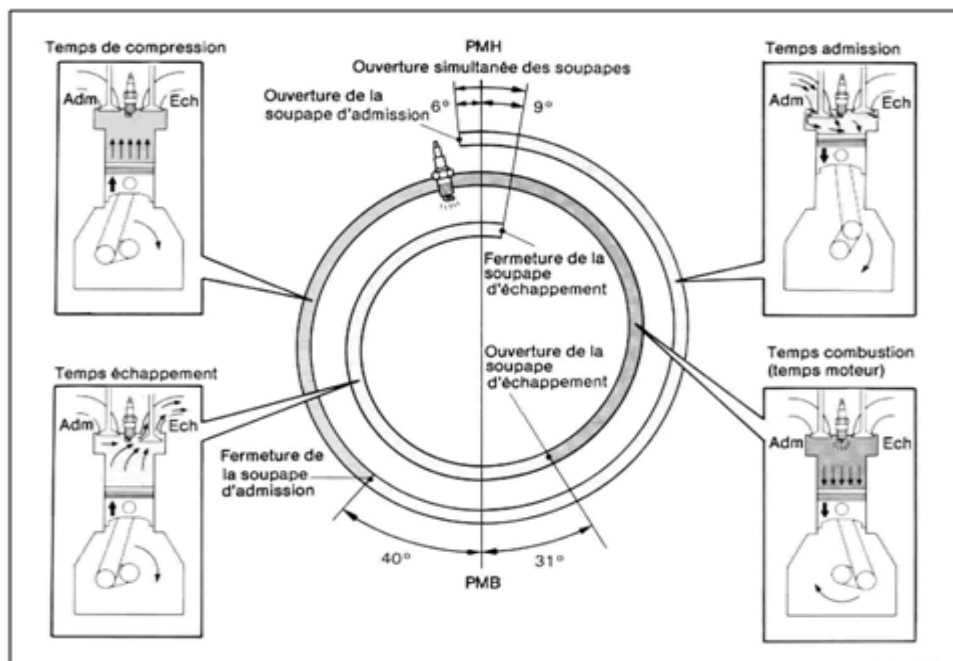 Temps de compression
Adm
Ech
PMH
Ouverture simultanée des soupapes
6°
9°
Ouverture de la
soupape d'admission
Temps admission
Adm
Ech
Fermeture de la
soupape
d'échappement
Ouverture de la
soupape
d'échappement
Temps échappement
Adm
Ech
Fermeture de
la soupape
d'admission
40°
31°
PMB
Temps combustion
(temps moteur)
Adm
Ech